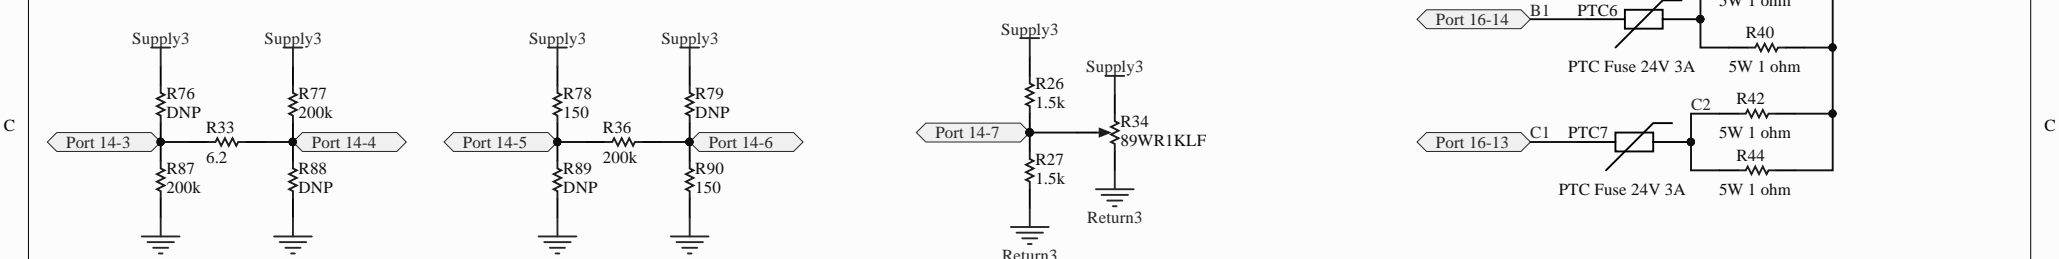 5W 1 ohm
Port 16-14 B1 PTC6
R40
PTC Fuse 24V 3A 5W 1 ohm
Supply3 Supply3 Supply3 Supply3 Supply3
Supply3
R76 R77 R78 R79 R26
DNP 200k 150 DNP 1.5k
C2 R42
C R34 C
R33 R36 89WR1KLF
Port 14-3 Port 14-4 Port 14-5 Port 14-6 Port 14-7
6.2 200k
Port 16-13 C1 PTC7 5W 1 ohm
R44
R87 R88 R89 R90 R27
200k DNP DNP 150 1.5k
PTC Fuse 24V 3A 5W 1 ohm
Return3
Return3